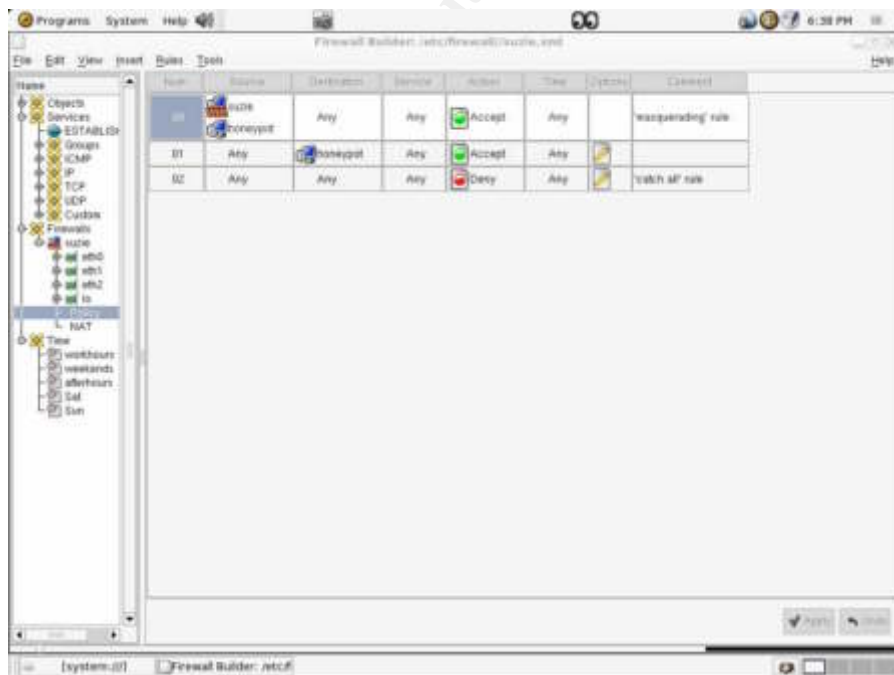 Programs System Help 6:38 PM
Firewall Builder: /etc/firewall/suzie.xml
File Edit View Insert Rules Tools Help
Name
Objects
Services
ESTABLISH
Groups
ICMP
IP
TCP
UDP
Custom
Firewalls
suzie
eth0
eth1
eth2
lo
Policy
NAT
Time
workhours
weekends
afterhours
Sat
Sun
Num Source Destination Service Action Time Options Comment
00 suzie honeypot Any Any Accept Any 'masquerading' rule
01 Any honeypot Any Accept Any
02 Any Any Any Deny Any 'catch all' rule
Apply Undo
[system:///] Firewall Builder: /etc/f